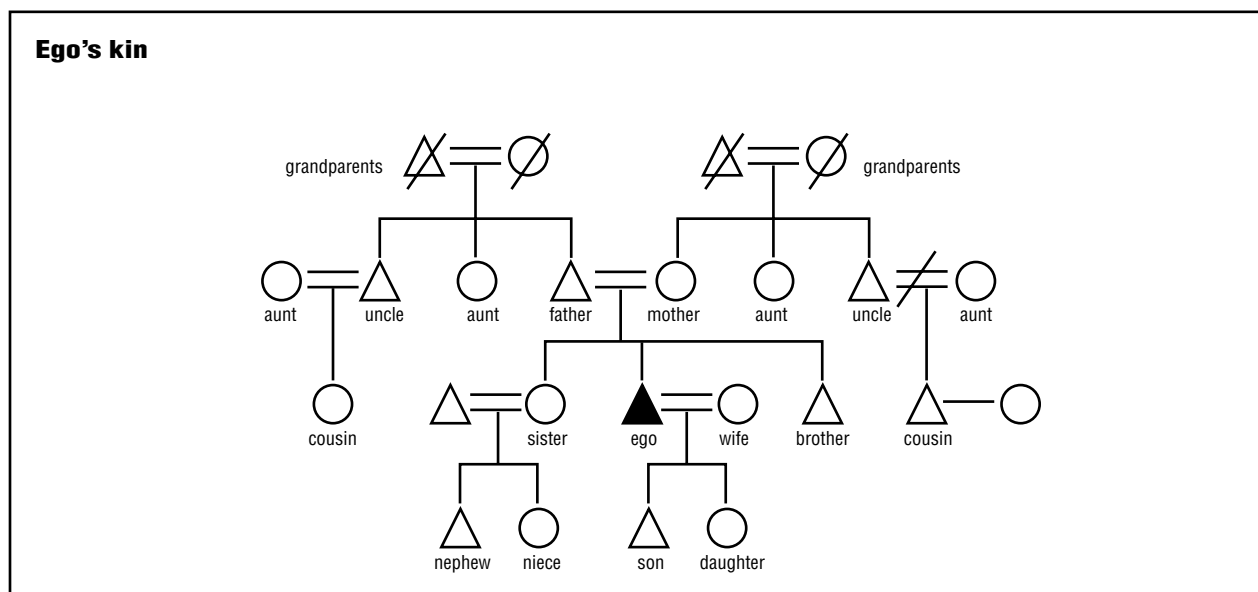 Ego's kin
grandparents
grandparents
aunt
uncle
aunt
father
mother
aunt
uncle
aunt
cousin
sister
ego
wife
brother
cousin
nephew
niece
son
daughter